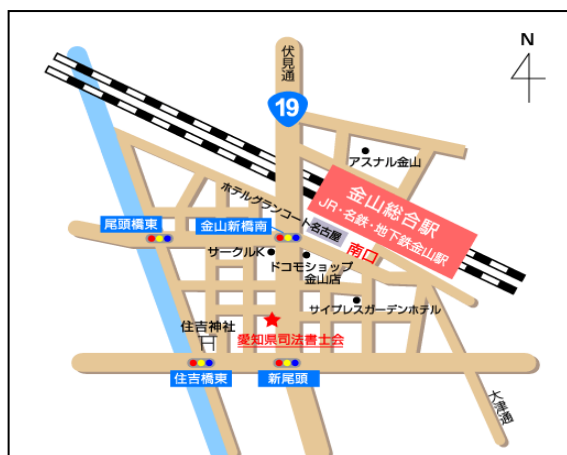 伏見通
N
19
アスナル金山
金山総合駅
JR・名鉄・地下鉄金山駅
ホテルグランコート名古屋
南口
尾頭橋東
金山新橋南
サークルK
ドコモショップ
金山店
サイプレスガーデンホテル
住吉神社
愛知県司法書士会
住吉橋東
新尾頭
大津通